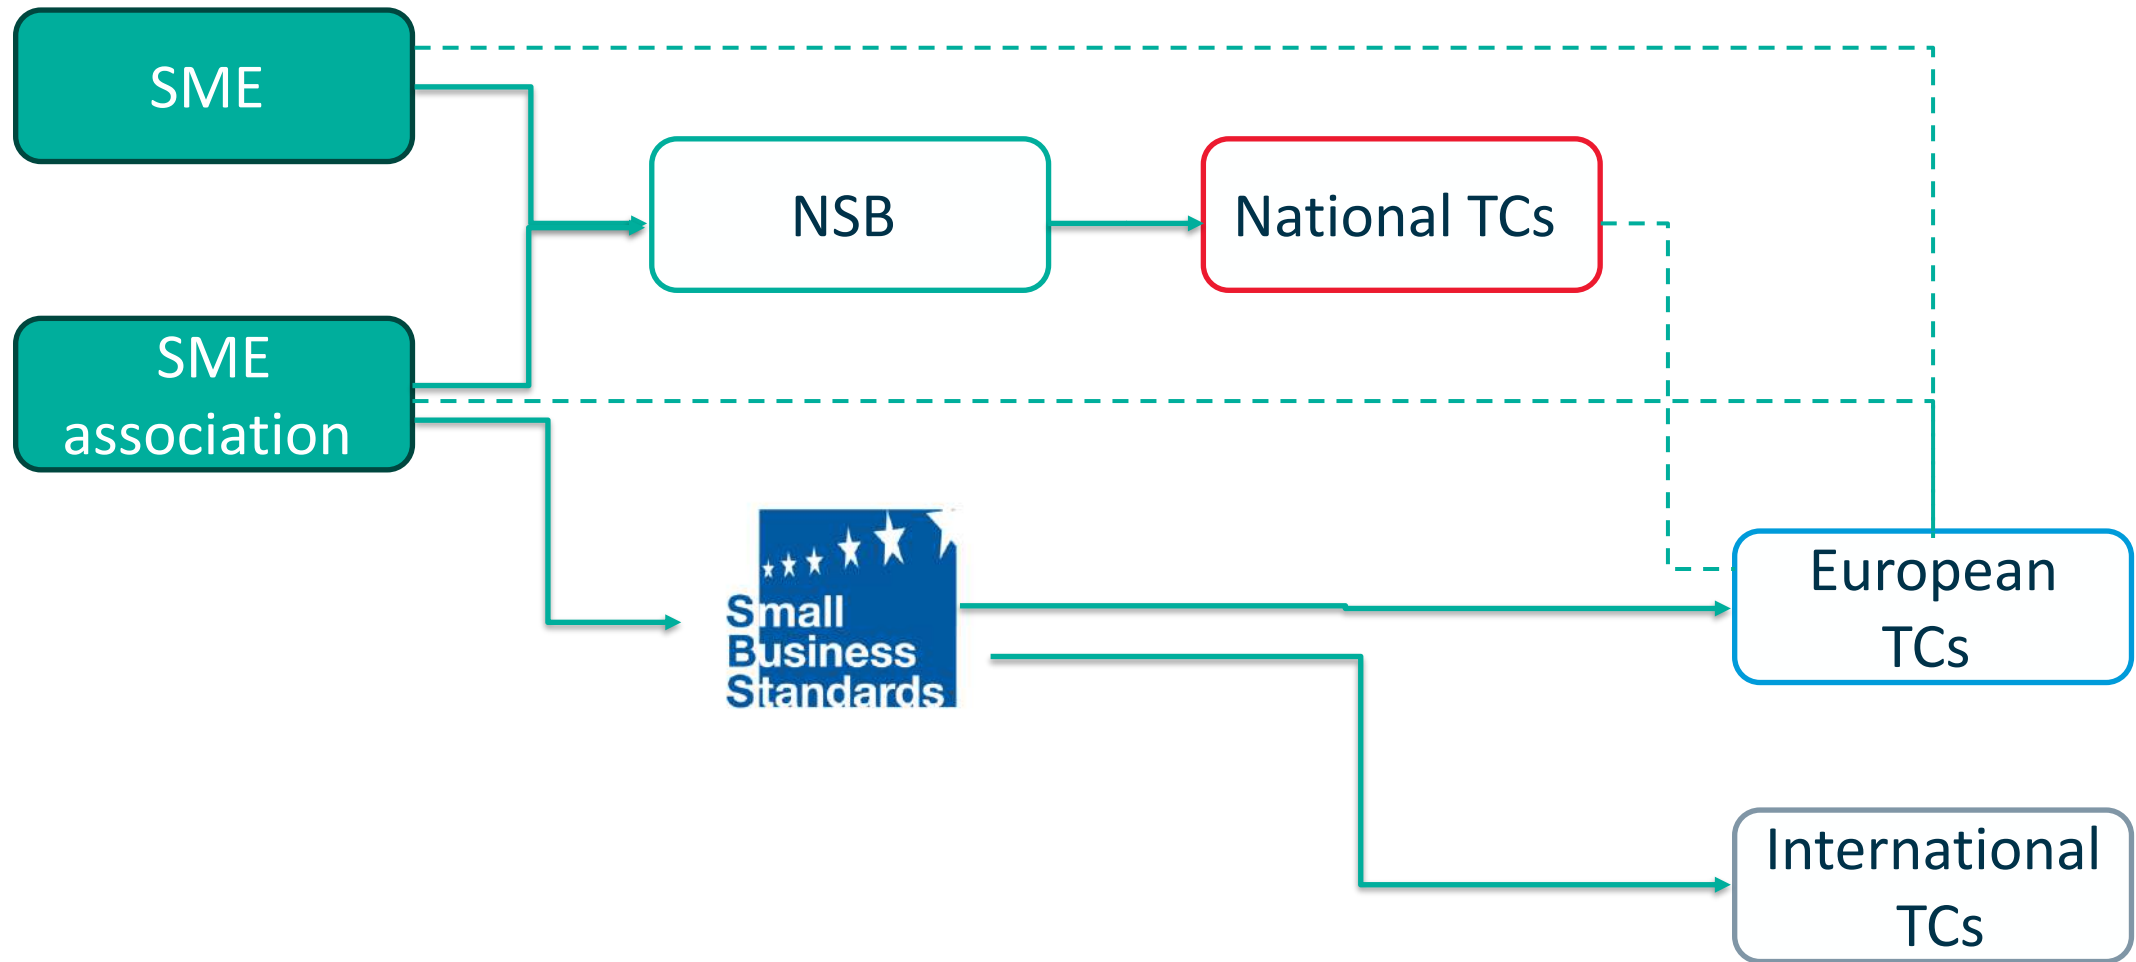 SME
NSB
National TCs
SME
association
Small
Business
Standards
European
TCs
International
TCs